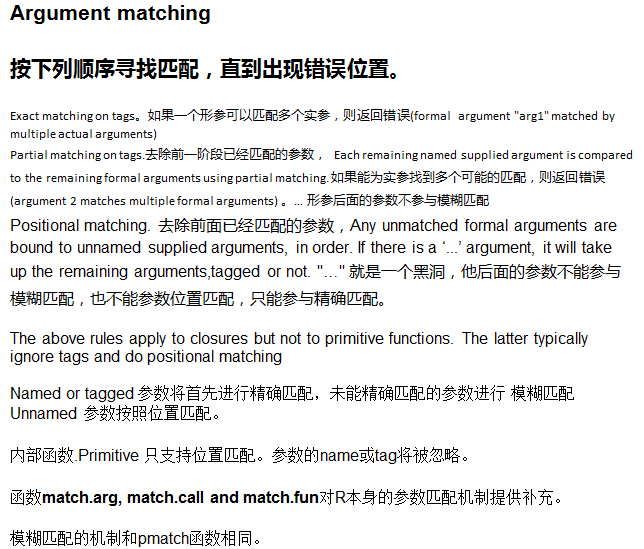 Argument matching
按下列顺序寻找匹配，直到出现错误位置。
Exact matching on tags。如果一个形参可以匹配多个实参，则返回错误(formal argument "arg1" matched by
multiple actual arguments)
Partial matching on tags.去除前一阶段已经匹配的参数， Each remaining named supplied argument is compared
to the remaining formal arguments using partial matching.如果能为实参找到多个可能的匹配，则返回错误
(argument 2 matches multiple formal arguments) 。... 形参后面的参数不参与模糊匹配
Positional matching. 去除前面已经匹配的参数，Any unmatched formal arguments are
bound to unnamed supplied arguments, in order. If there is a ‘...’ argument, it will take
up the remaining arguments,tagged or not. "…" 就是一个黑洞，他后面的参数不能参与
模糊匹配，也不能参数位置匹配，只能参与精确匹配。
The above rules apply to closures but not to primitive functions. The latter typically
ignore tags and do positional matching
Named or tagged 参数将首先进行精确匹配，未能精确匹配的参数进行 模糊匹配
Unnamed 参数按照位置匹配。
内部函数.Primitive 只支持位置匹配。参数的name或tag将被忽略。
函数match.arg, match.call and match.fun对R本身的参数匹配机制提供补充。
模糊匹配的机制和pmatch函数相同。